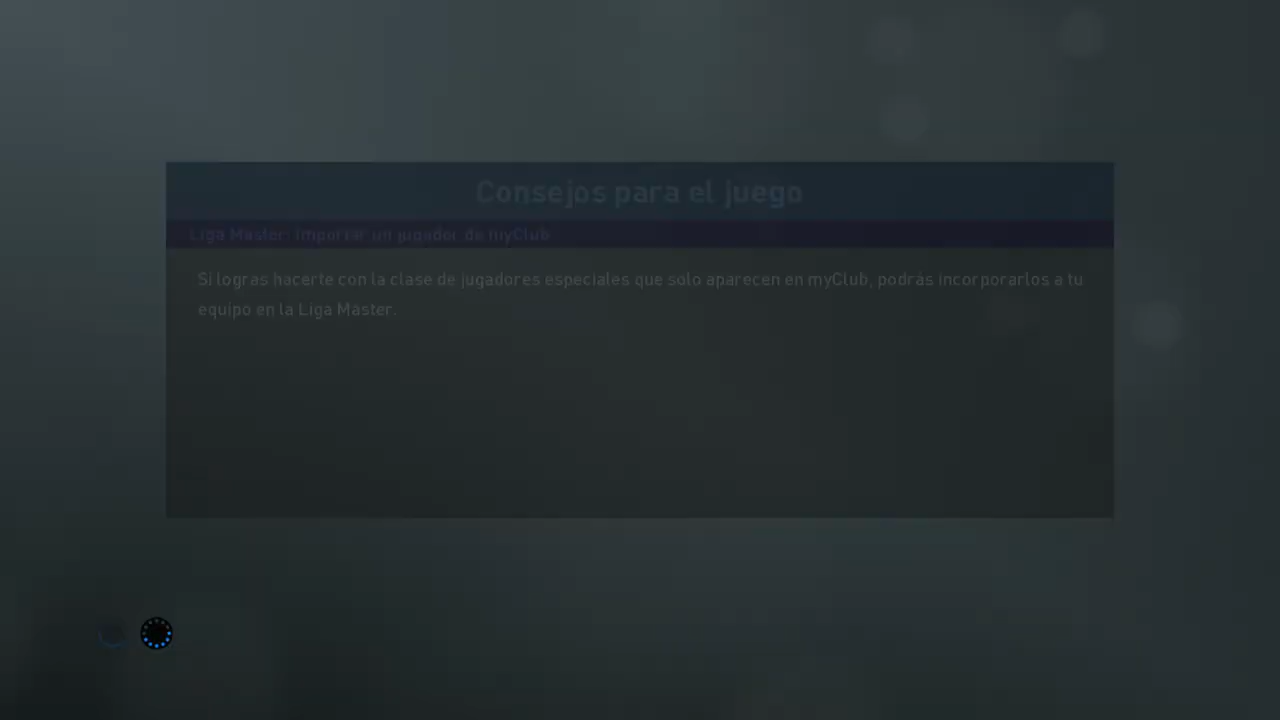 Consejos para el juego
Liga Master: Importar un jugador de myClub
Si logras hacerte con la clase de jugadores especiales que solo aparecen en myClub, podrás incorporarlos a tu
equipo en la Liga Master.